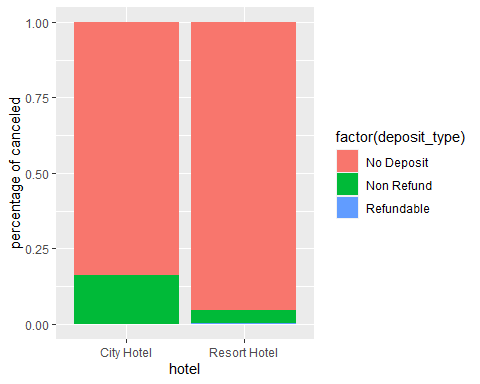 1.00
0.75
0.50
0.25
0.00
percentage of canceled
City Hotel
Resort Hotel
hotel
factor(deposit_type)
No Deposit
Non Refund
Refundable